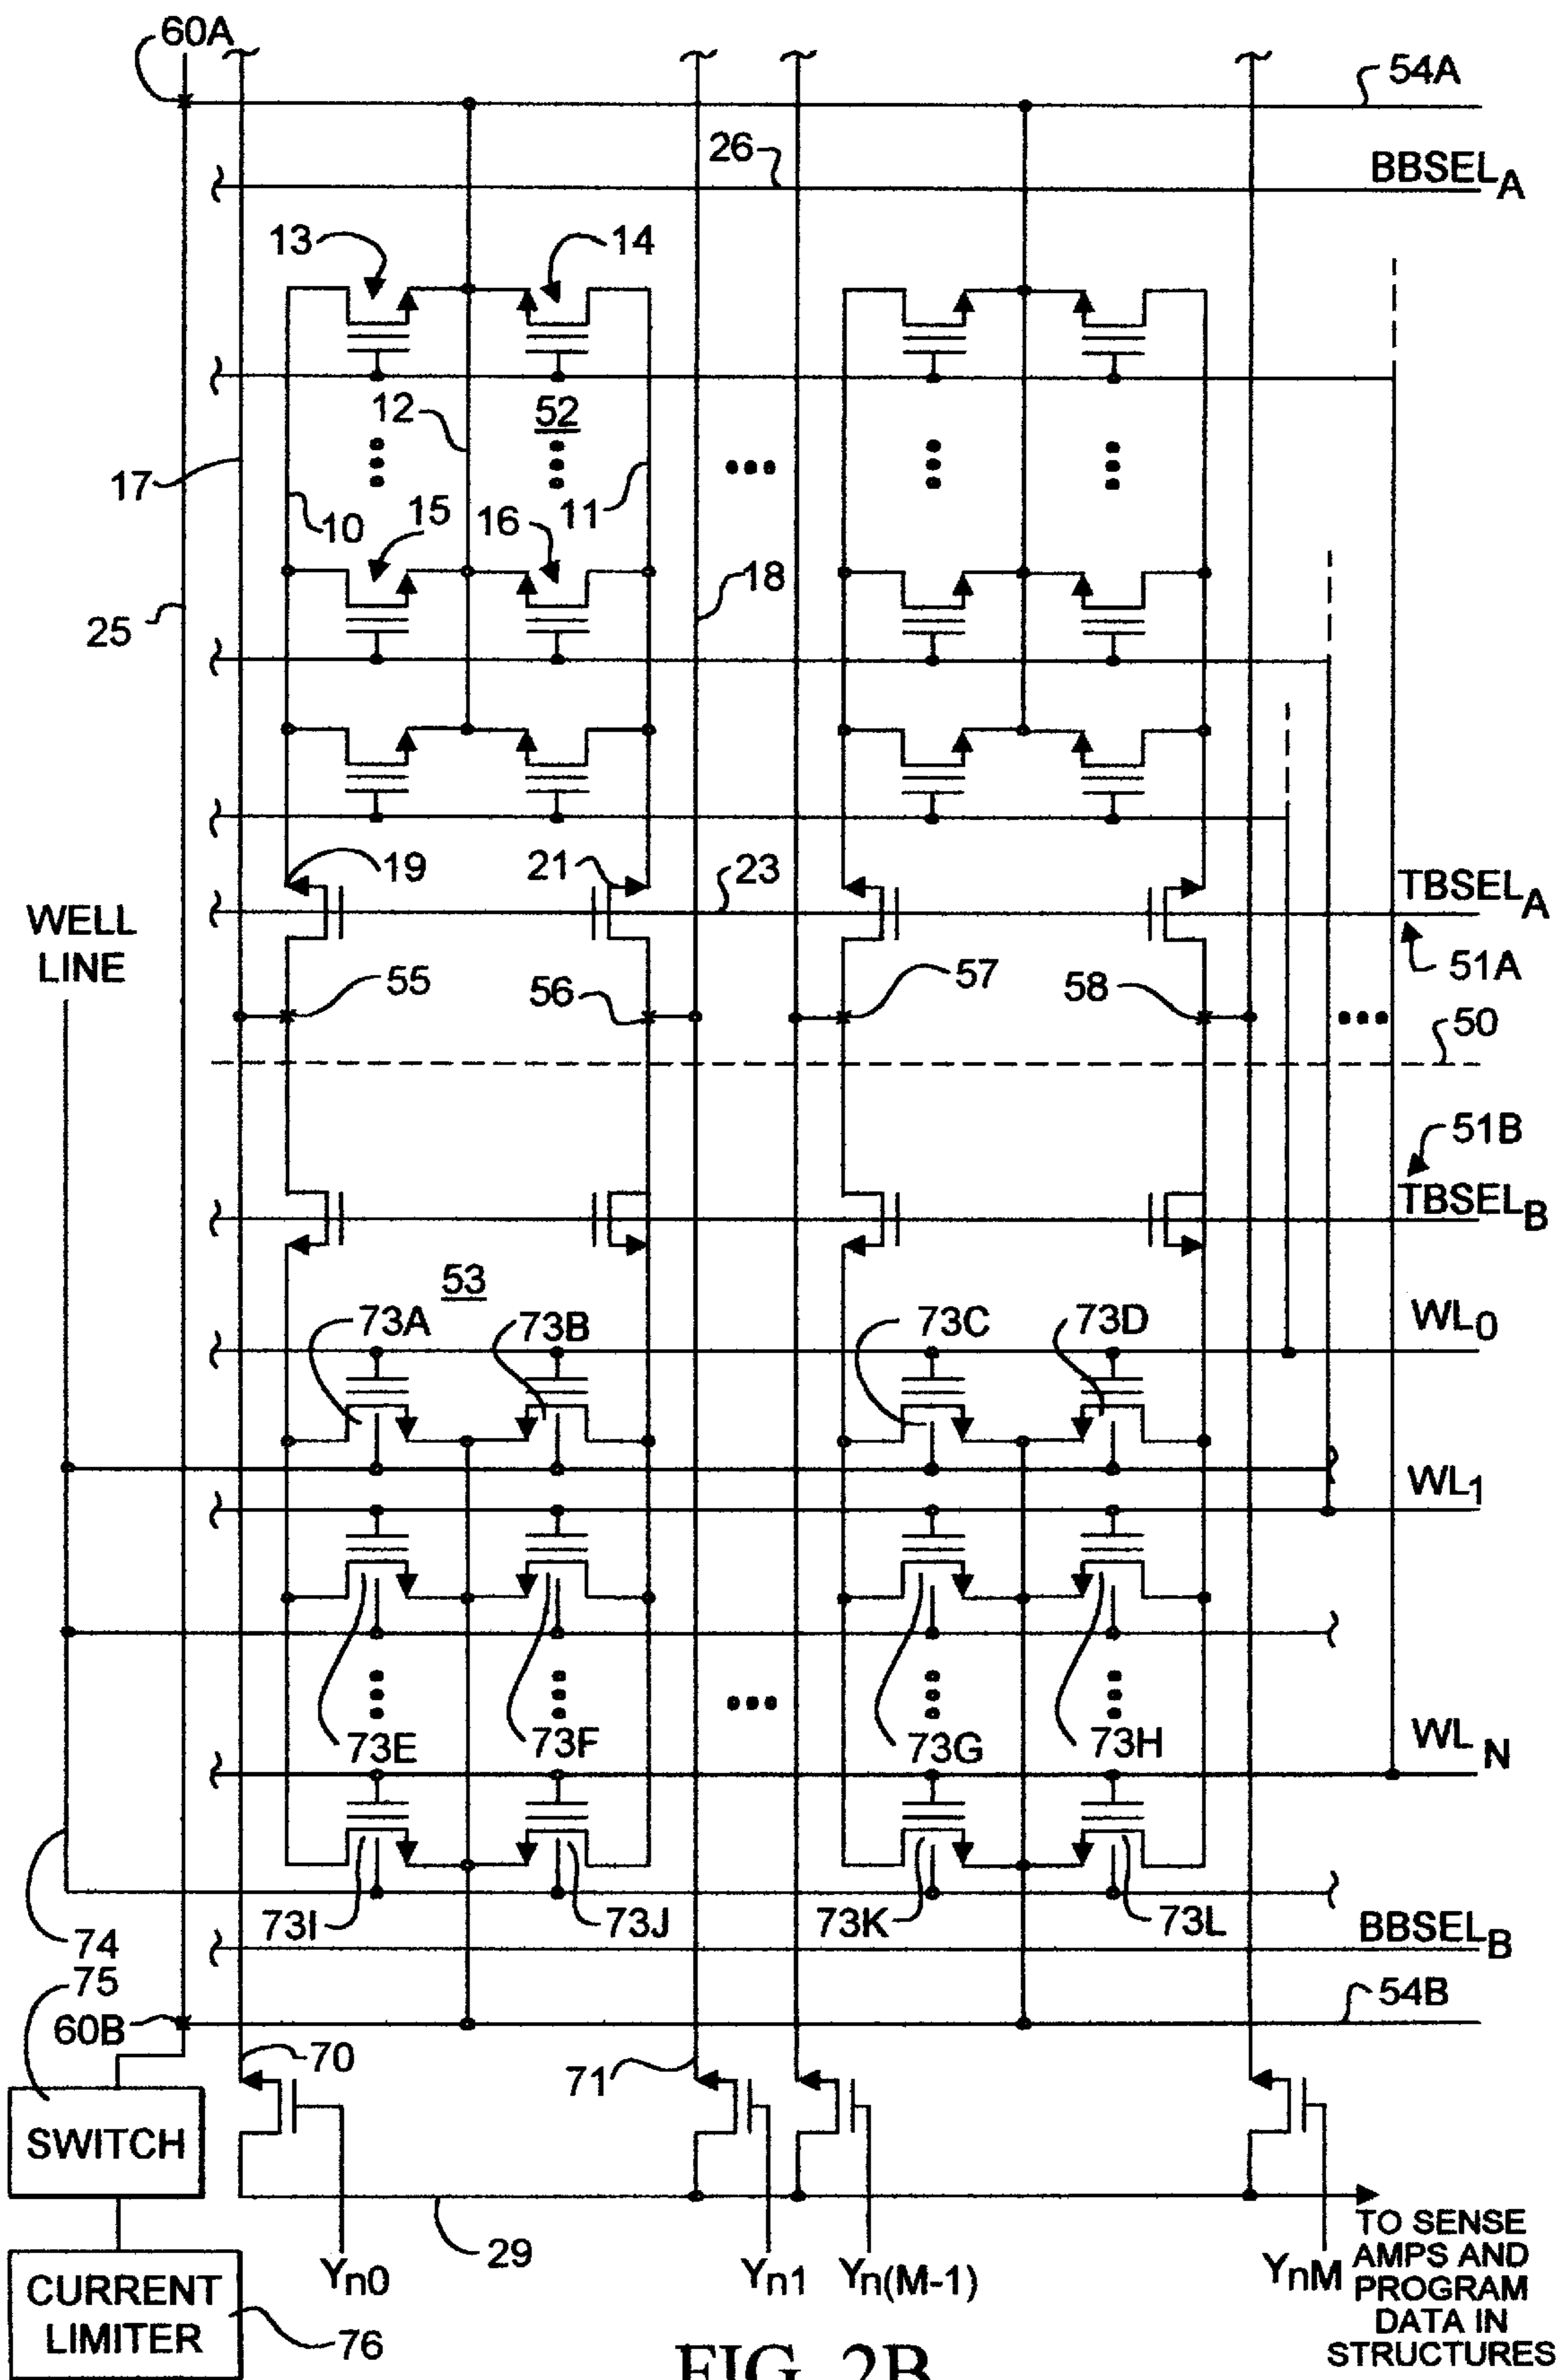 60A
54A
26
BBSELA
13
14
12
52
17
10
15
16
11
18
25
19
21
23
TBSELA
WELL
LINE
51A
55
56
57
58
50
51B
TBSELB
53
WL0
73A
73B
73C
73D
WL1
73E
73F
73G
73H
WL N
73I
73J
73K
73L
74
BBSELB
75
54B
60B
70
71
SWITCH
29
Yn0
Yn1
Yn(M-1)
YnM
TO SENSE
AMPS AND
PROGRAM
DATA IN
STRUCTURES
CURRENT
LIMITER
76
FIG. 2B